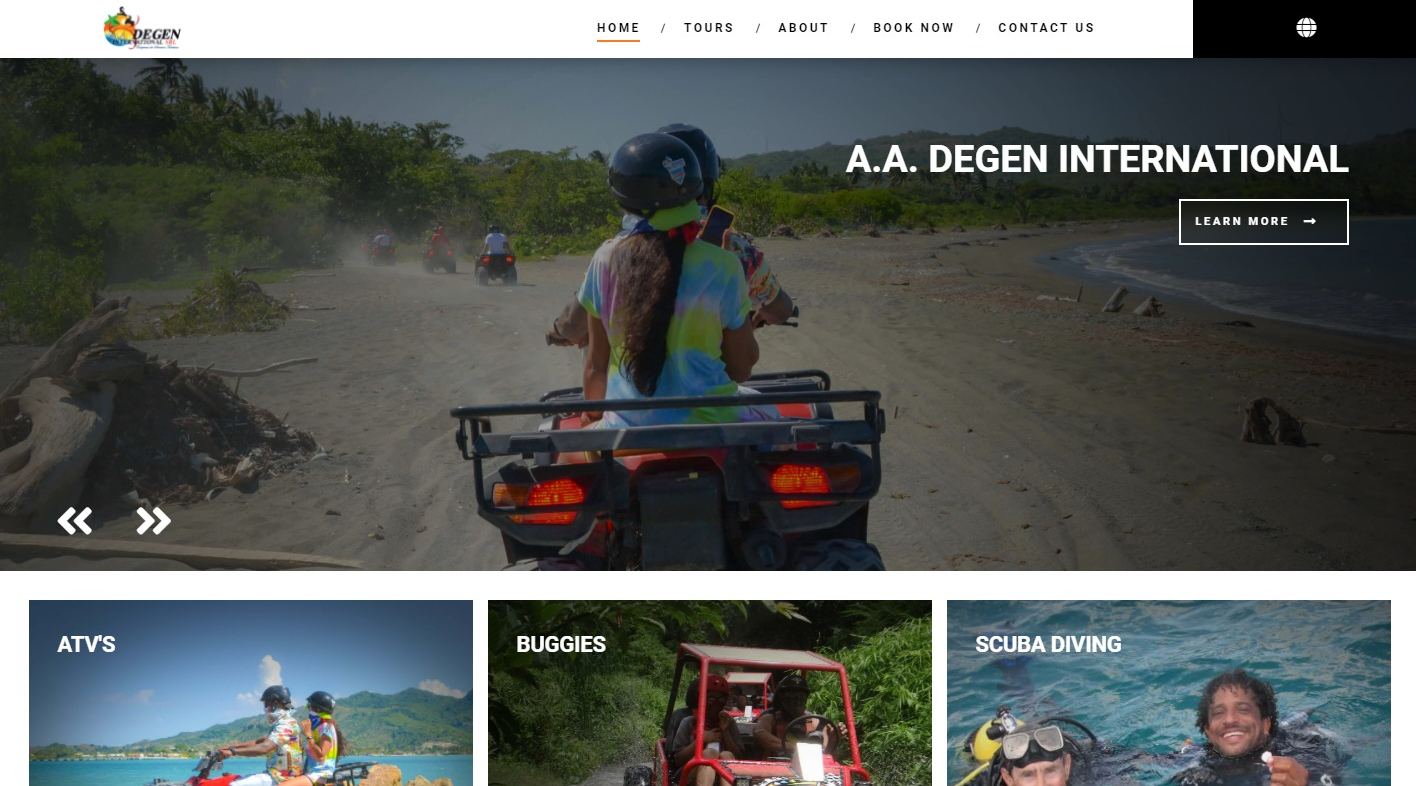 DEGEN
INTERNATIONAL SRL
HOME / TOURS / ABOUT / BOOK NOW / CONTACT US
A.A. DEGEN INTERNATIONAL
LEARN MORE
ATV'S
BUGGIES
SCUBA DIVING